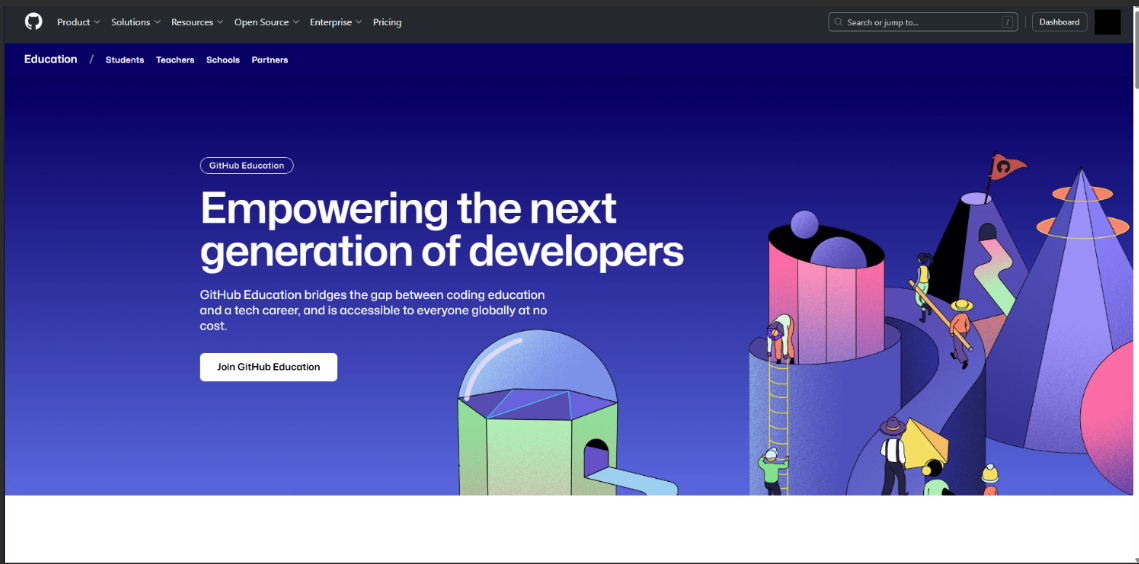 Product Solutions Resources Open Source Enterprise Pricing Search or jump to... / Dashboard
Education / Students Teachers Schools Partners
GitHub Education
Empowering the next
generation of developers
GitHub Education bridges the gap between coding education
and a tech career, and is accessible to everyone globally at no
cost.
Join GitHub Education